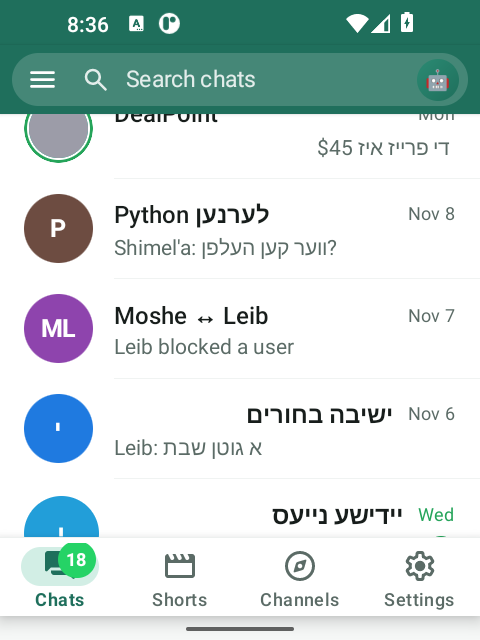 8:36
Search chats
DealPoint
Mon
די פרייז איז $45
Python לערנען
Nov 8
Shimel'a: ווער קען העלפן?
P
Moshe ↔ Leib
Nov 7
Leib blocked a user
ML
ישיבה בחורים
Nov 6
Leib: א גוטן שבת
י
יידישע נייעס
Wed
י
18
Chats
Shorts
Channels
Settings